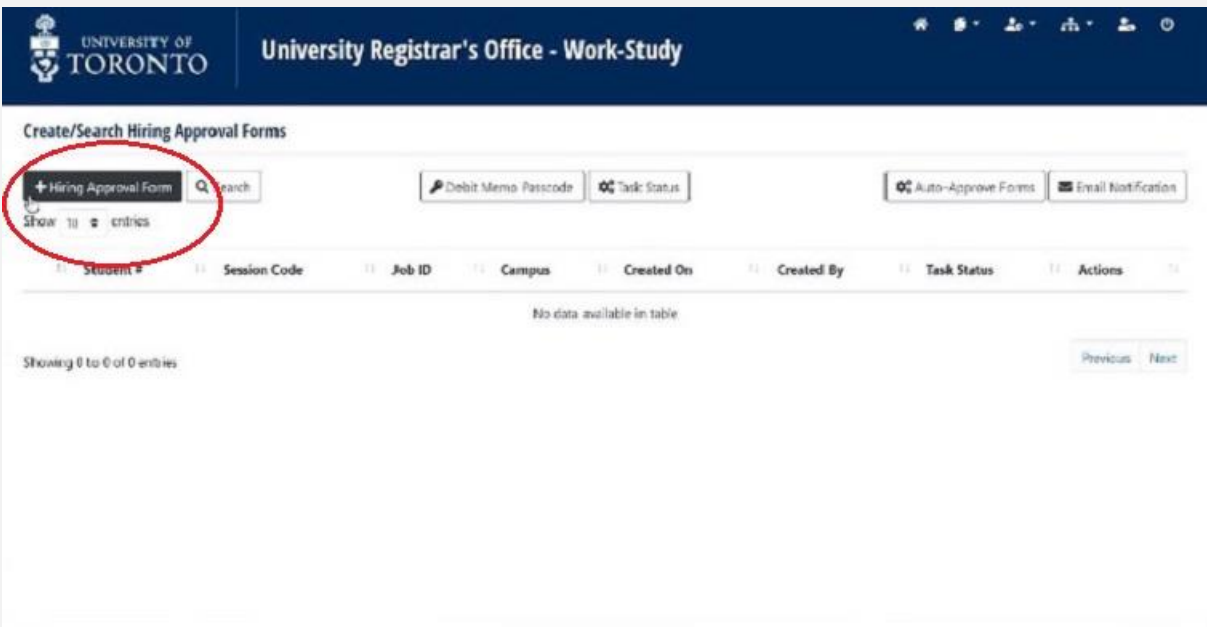 UNIVERSITY OF
TORONTO
University Registrar's Office - Work-Study
Create/Search Hiring Approval Forms
+ Hiring Approval Form Search Debit Memo Passcode Task Status Auto-Approve Forms Email Notification
Show 10 entries
Student # Session Code Job ID Campus Created On Created By Task Status Actions
No data available in table
Showing 0 to 0 of 0 entries
Previous Next